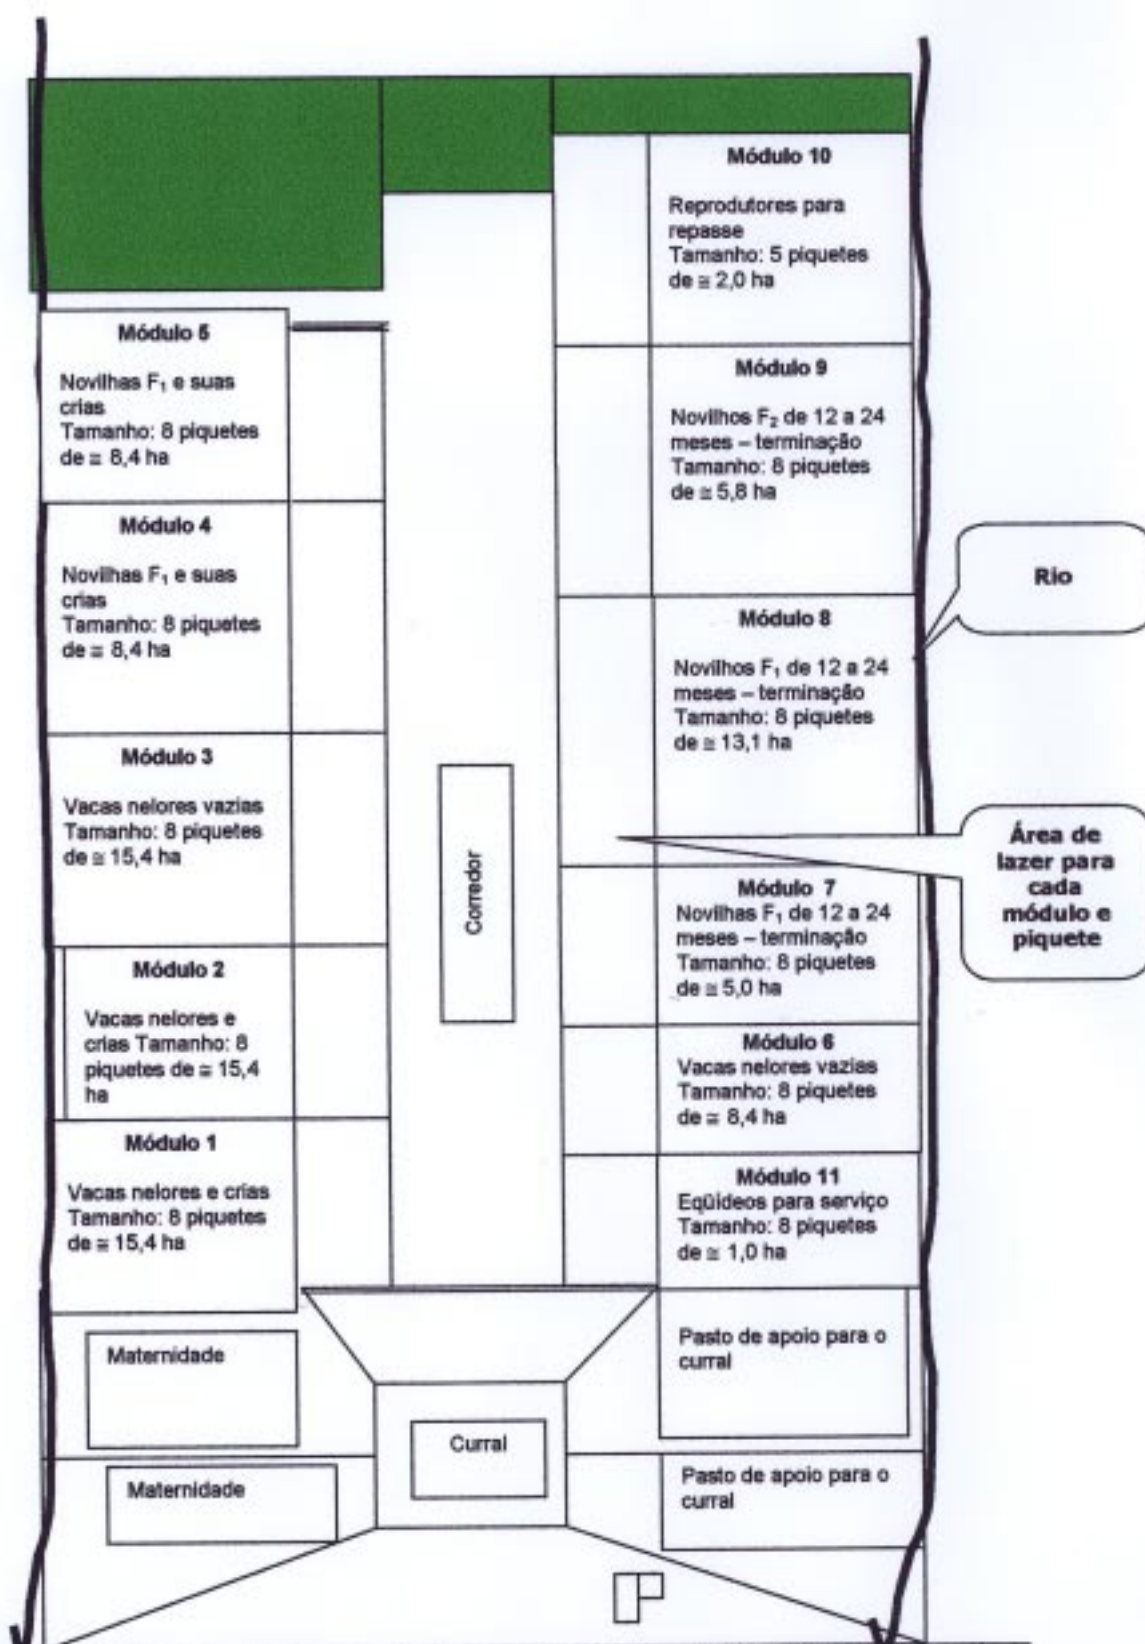 Módulo 10
Reprodutores para
repasse
Tamanho: 5 piquetes
de ≅ 2,0 ha
Módulo 5
Novilhas F₁ e suas
crias
Tamanho: 8 piquetes
de ≅ 8,4 ha
Módulo 9
Novilhos F₂ de 12 a 24
meses – terminação
Tamanho: 8 piquetes
de ≅ 5,8 ha
Módulo 4
Novilhas F₁ e suas
crias
Tamanho: 8 piquetes
de ≅ 8,4 ha
Rio
Módulo 8
Novilhos F₁ de 12 a 24
meses – terminação
Tamanho: 8 piquetes
de ≅ 13,1 ha
Módulo 3
Vacas nelores vazias
Tamanho: 8 piquetes
de ≅ 15,4 ha
Corredor
Área de
lazer para
cada
módulo e
piquete
Módulo 7
Novilhas F₁ de 12 a 24
meses – terminação
Tamanho: 8 piquetes
de ≅ 5,0 ha
Módulo 2
Vacas nelores e
crias Tamanho: 8
piquetes de ≅ 15,4
ha
Módulo 6
Vacas nelores vazias
Tamanho: 8 piquetes
de ≅ 8,4 ha
Módulo 1
Vacas nelores e crias
Tamanho: 8 piquetes
de ≅ 15,4 ha
Módulo 11
Eqüídeos para serviço
Tamanho: 8 piquetes
de ≅ 1,0 ha
Maternidade
Pasto de apoio para o
curral
Curral
Maternidade
Pasto de apoio para o
curral